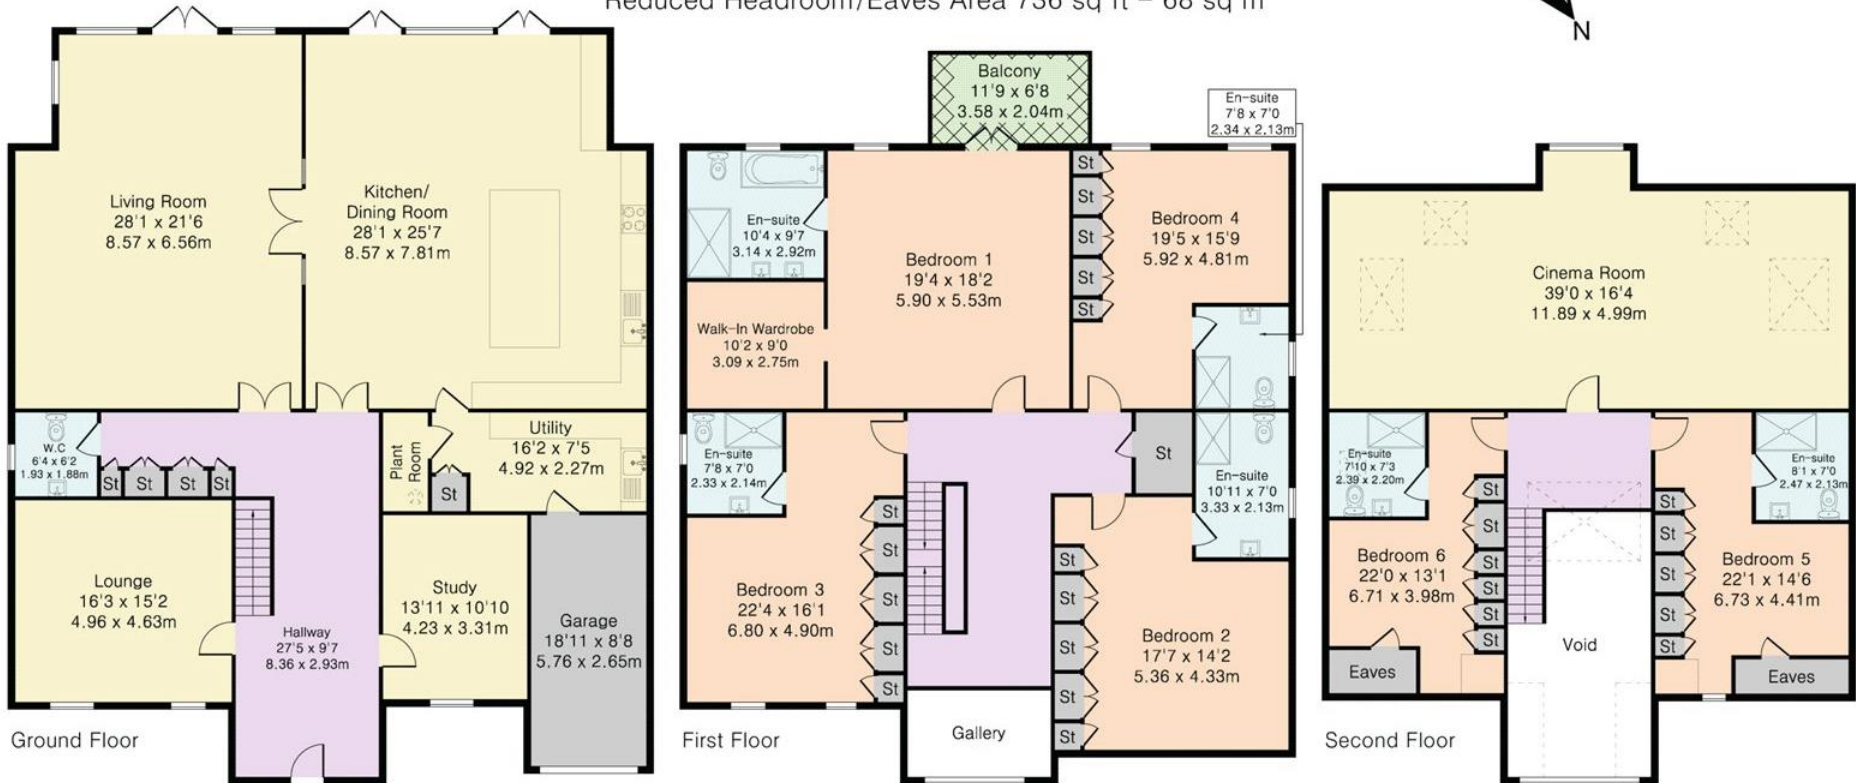 Reduced Headroom/Eaves Area 736 sq ft - 68 sq m
N
Living Room
28'1 x 21'6
8.57 x 6.56m
Kitchen/
Dining Room
28'1 x 25'7
8.57 x 7.81m
W.C
6'4 x 6'2
1.93 x 1.88m
St
St
St
St
Plant
Room
St
Utility
16'2 x 7'5
4.92 x 2.27m
Lounge
16'3 x 15'2
4.96 x 4.63m
Hallway
27'5 x 9'7
8.36 x 2.93m
Study
13'11 x 10'10
4.23 x 3.31m
Garage
18'11 x 8'8
5.76 x 2.65m
Ground Floor
Balcony
11'9 x 6'8
3.58 x 2.04m
En-suite
7'8 x 7'0
2.34 x 2.13m
En-suite
10'4 x 9'7
3.14 x 2.92m
Bedroom 1
19'4 x 18'2
5.90 x 5.53m
St
St
St
St
St
Bedroom 4
19'5 x 15'9
5.92 x 4.81m
Walk-In Wardrobe
10'2 x 9'0
3.09 x 2.75m
En-suite
7'8 x 7'0
2.33 x 2.14m
St
En-suite
10'11 x 7'0
3.33 x 2.13m
Bedroom 3
22'4 x 16'1
6.80 x 4.90m
St
St
St
St
St
St
St
St
St
St
Bedroom 2
17'7 x 14'2
5.36 x 4.33m
Gallery
First Floor
Cinema Room
39'0 x 16'4
11.89 x 4.99m
En-suite
7'10 x 7'3
2.39 x 2.20m
En-suite
8'1 x 7'0
2.47 x 2.13m
Bedroom 6
22'0 x 13'1
6.71 x 3.98m
St
St
St
St
St
St
St
St
St
St
St
Bedroom 5
22'1 x 14'6
6.73 x 4.41m
Void
Eaves
Eaves
Second Floor